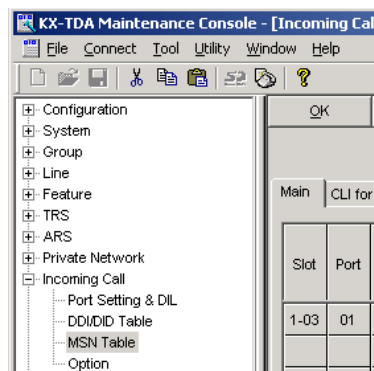 KX-TDA Maintenance Console - [Incoming Cal
File Connect Tool Utility Window Help
Configuration
System
Group
Line
Feature
TRS
ARS
Private Network
Incoming Call
Port Setting & DIL
DDI/DID Table
MSN Table
Option
OK
Main CLI for
Slot Port
1-03 01